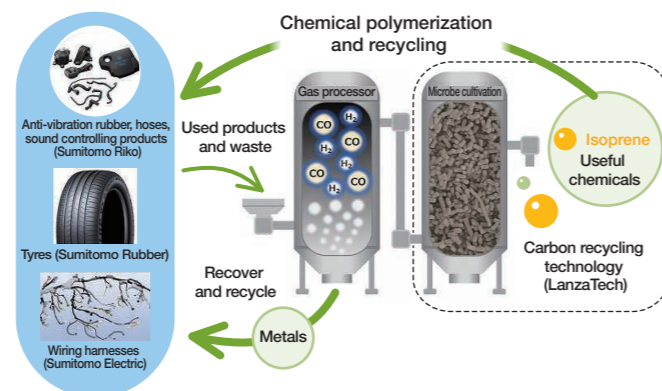 Chemical polymerization
and recycling
Anti-vibration rubber, hoses,
sound controlling products
(Sumitomo Riko)
Tyres (Sumitomo Rubber)
Wiring harnesses
(Sumitomo Electric)
Used products
and waste
Recover
and recycle
Metals
Gas processor
CO
H2
CO
H2
CO
H2
CO
H2
Microbe cultivation
Isoprene
Useful
chemicals
Carbon recycling
technology
(LanzaTech)